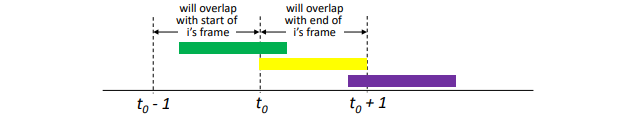 will overlap
with start of
i's frame
will overlap
with end of
i's frame
t0 - 1
t0
t0 + 1